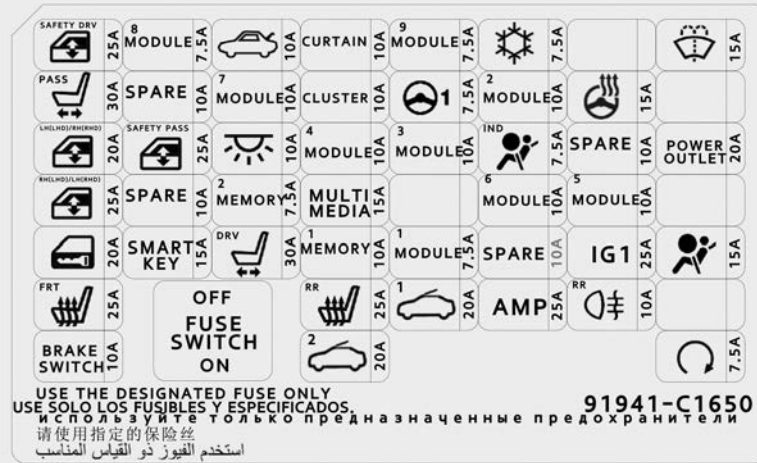 SAFETY DRV 25A 8 MODULE 7.5A 10A CURTAIN 10A 9 MODULE 7.5A 7.5A 15A
PASS 30A SPARE 10A 7 MODULE 10A CLUSTER 10A 1 7.5A 2 MODULE 10A 15A
LH(LHD)/RH(RHD) 20A SAFETY PASS 25A 10A 4 MODULE 10A 3 MODULE 10A IND 7.5A SPARE 10A POWER OUTLET 20A
RH(LHD)/LH(RHD) 25A SPARE 10A 2 MEMORY 7.5A MULTI MEDIA 15A 6 MODULE 10A 5 MODULE 10A
20A SMART KEY 15A DRV 30A 1 MEMORY 10A 1 MODULE 7.5A SPARE 10A IG1 25A 15A
FRT 25A OFF FUSE SWITCH ON RR 25A 1 20A AMP 25A RR 10A
BRAKE SWITCH 10A 2 20A 7.5A
USE THE DESIGNATED FUSE ONLY
91941-C1650
USE SOLO LOS FUSIBLES Y ESPECIFICADOS.
используйте только предназначенные предохранители
请使用指定的保险丝
استخدم الفيوز ذو القياس المناسب